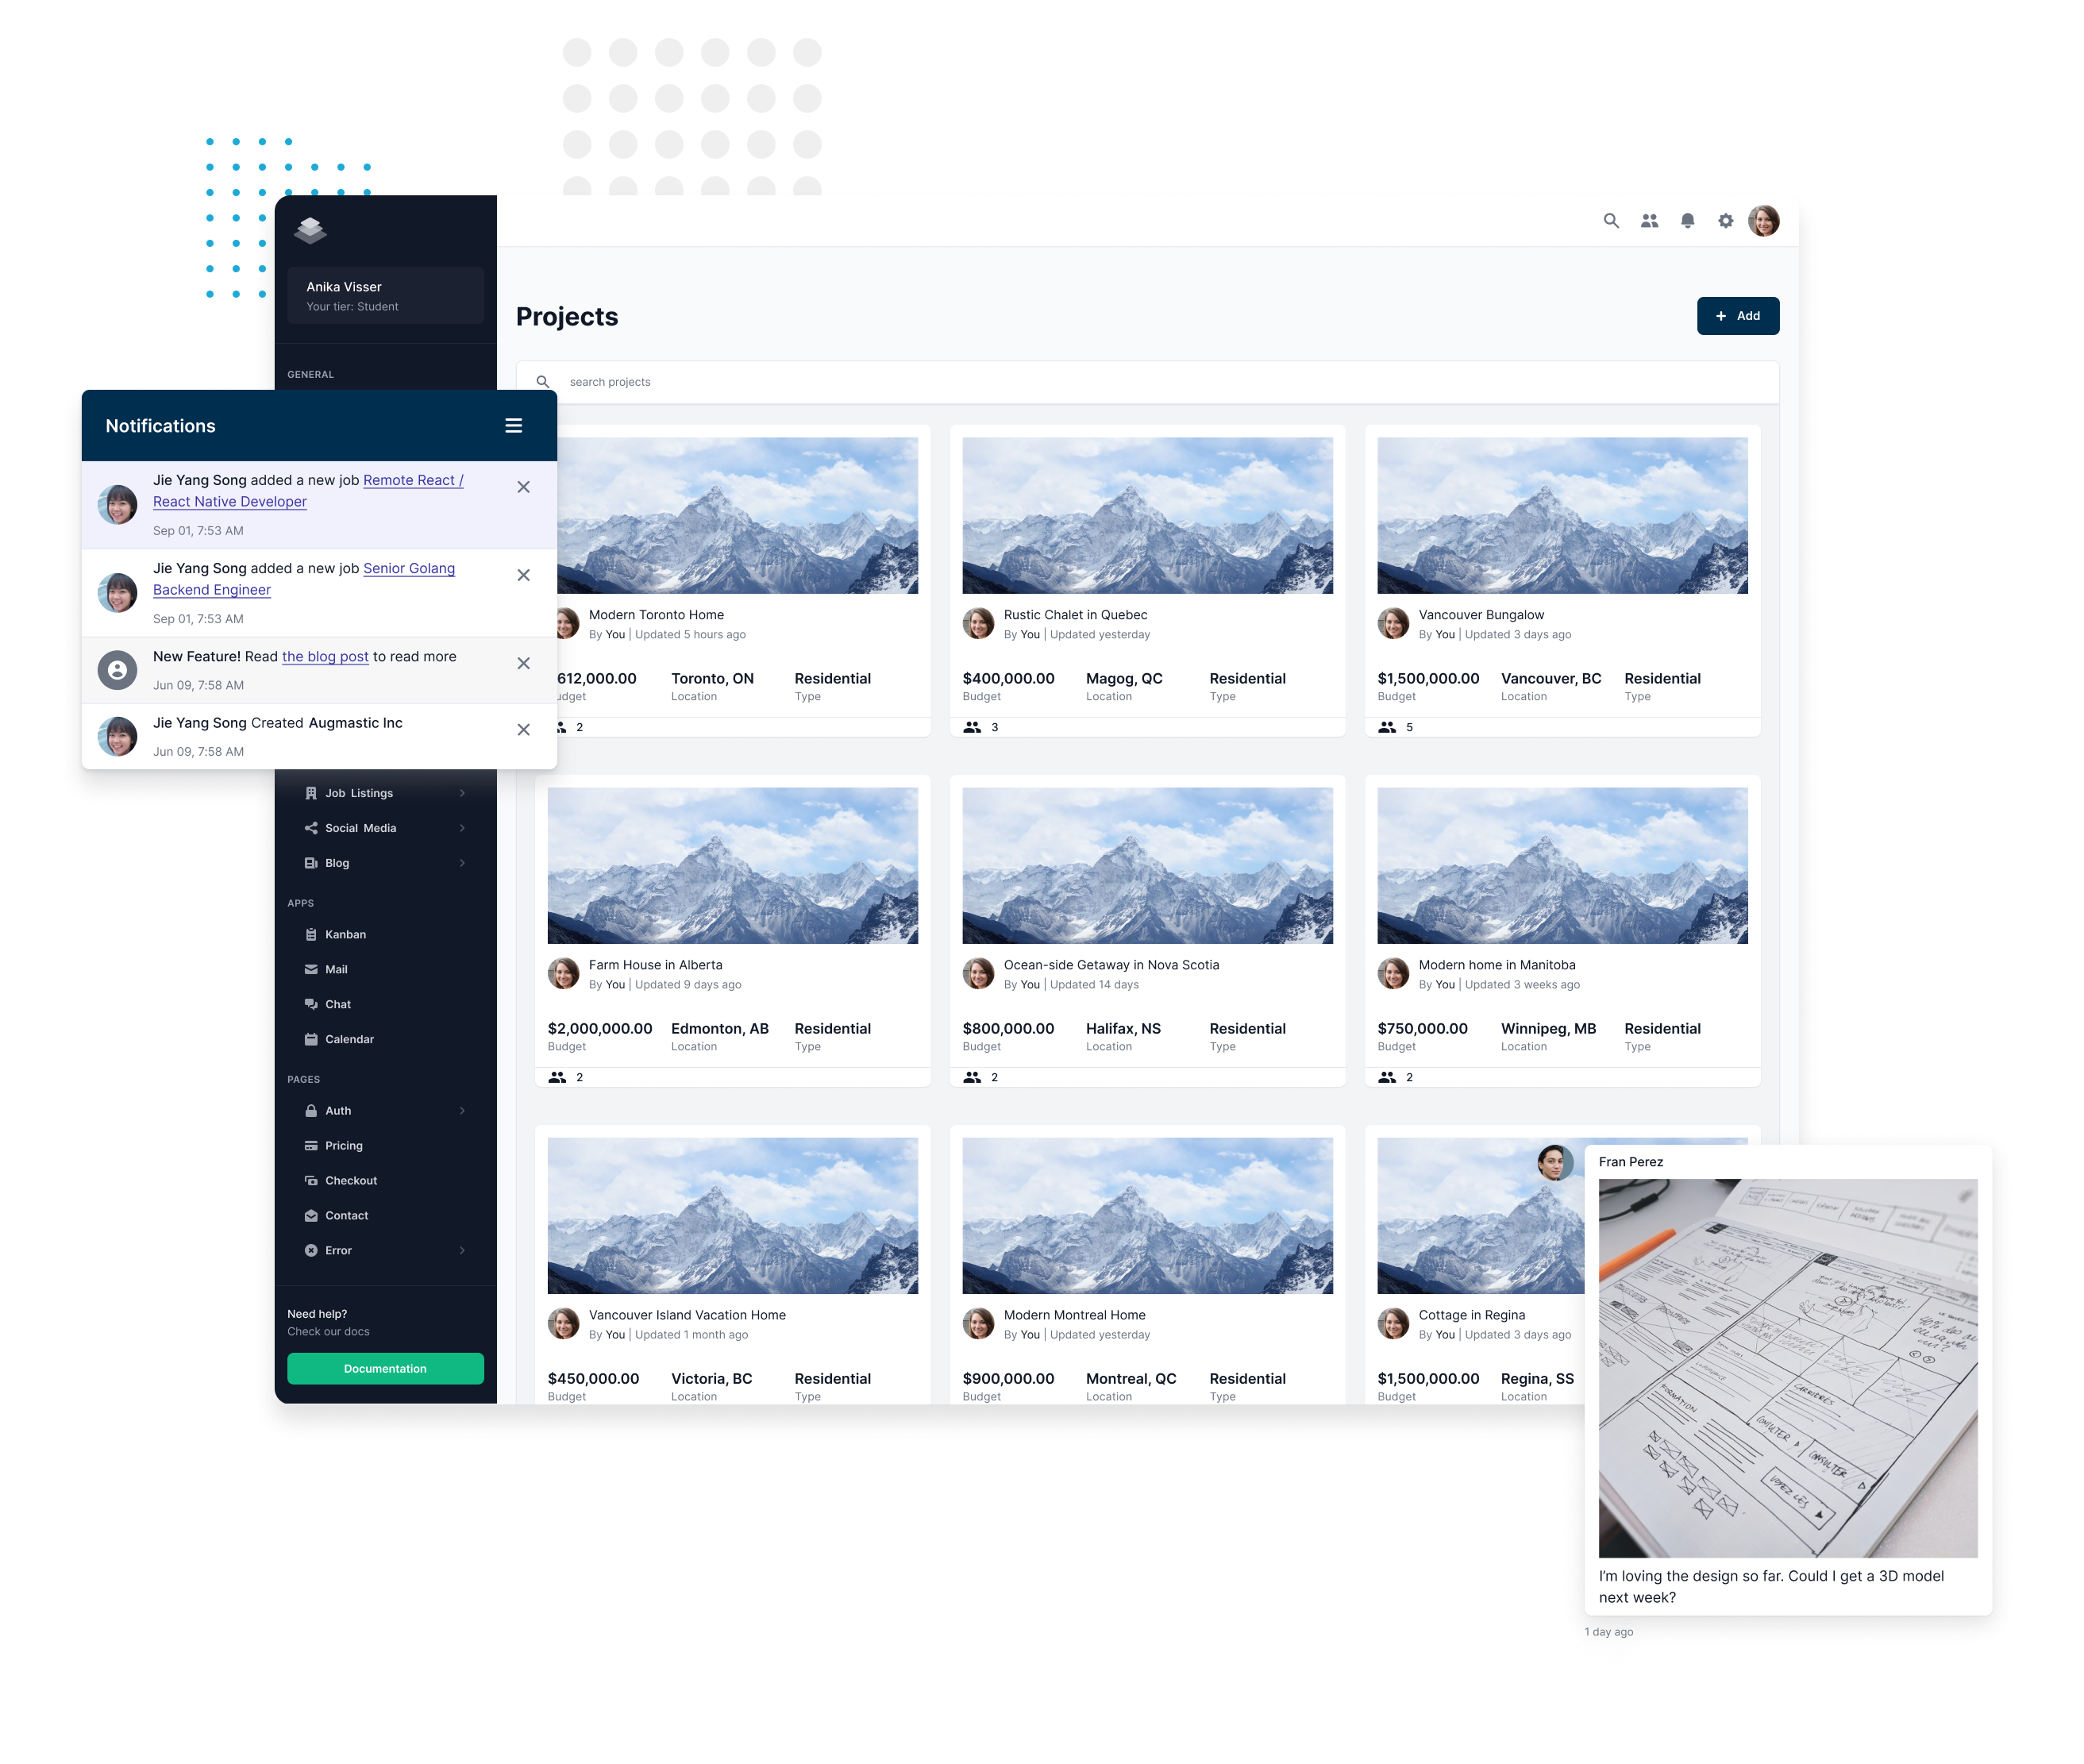 Anika Visser
Your tier: Student
GENERAL
Notifications
Jie Yang Song added a new job Remote React /
React Native Developer
Sep 01, 7:53 AM
Jie Yang Song added a new job Senior Golang
Backend Engineer
Sep 01, 7:53 AM
New Feature! Read the blog post to read more
Jun 09, 7:58 AM
Jie Yang Song Created Augmastic Inc
Jun 09, 7:58 AM
Job Listings
Social Media
Blog
APPS
Kanban
Mail
Chat
Calendar
PAGES
Auth
Pricing
Checkout
Contact
Error
Need help?
Check our docs
Documentation
Projects
+ Add
search projects
Modern Toronto Home
By You | Updated 5 hours ago
612,000.00 Toronto, ON Residential
Location Type
2
Rustic Chalet in Quebec
By You | Updated yesterday
$400,000.00 Magog, QC Residential
Budget Location Type
3
Vancouver Bungalow
By You | Updated 3 days ago
$1,500,000.00 Vancouver, BC Residential
Budget Location Type
5
Farm House in Alberta
By You | Updated 9 days ago
$2,000,000.00 Edmonton, AB Residential
Budget Location Type
2
Ocean-side Getaway in Nova Scotia
By You | Updated 14 days
$800,000.00 Halifax, NS Residential
Budget Location Type
2
Modern home in Manitoba
By You | Updated 3 weeks ago
$750,000.00 Winnipeg, MB Residential
Budget Location Type
2
Vancouver Island Vacation Home
By You | Updated 1 month ago
$450,000.00 Victoria, BC Residential
Budget Location Type
Modern Montreal Home
By You | Updated yesterday
$900,000.00 Montreal, QC Residential
Budget Location Type
Cottage in Regina
By You | Updated 3 days ago
$1,500,000.00 Regina, SS
Budget Location
Fran Perez
FORMATION
CARRIÈRES
CONSULTER
CONSULTER
VOYEZ LES
I'm loving the design so far. Could I get a 3D model
next week?
1 day ago